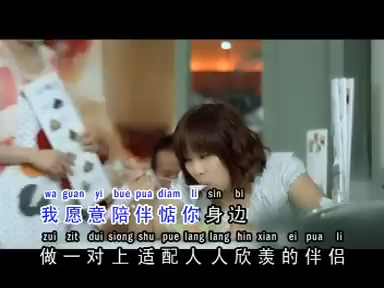 wa guan yi bue pua diam li sin bi
我愿意陪伴惦你身边
zui zit dui siong shu pue lang lang hin xian ei pua li
做一对上适配人人欣羡的伴侣